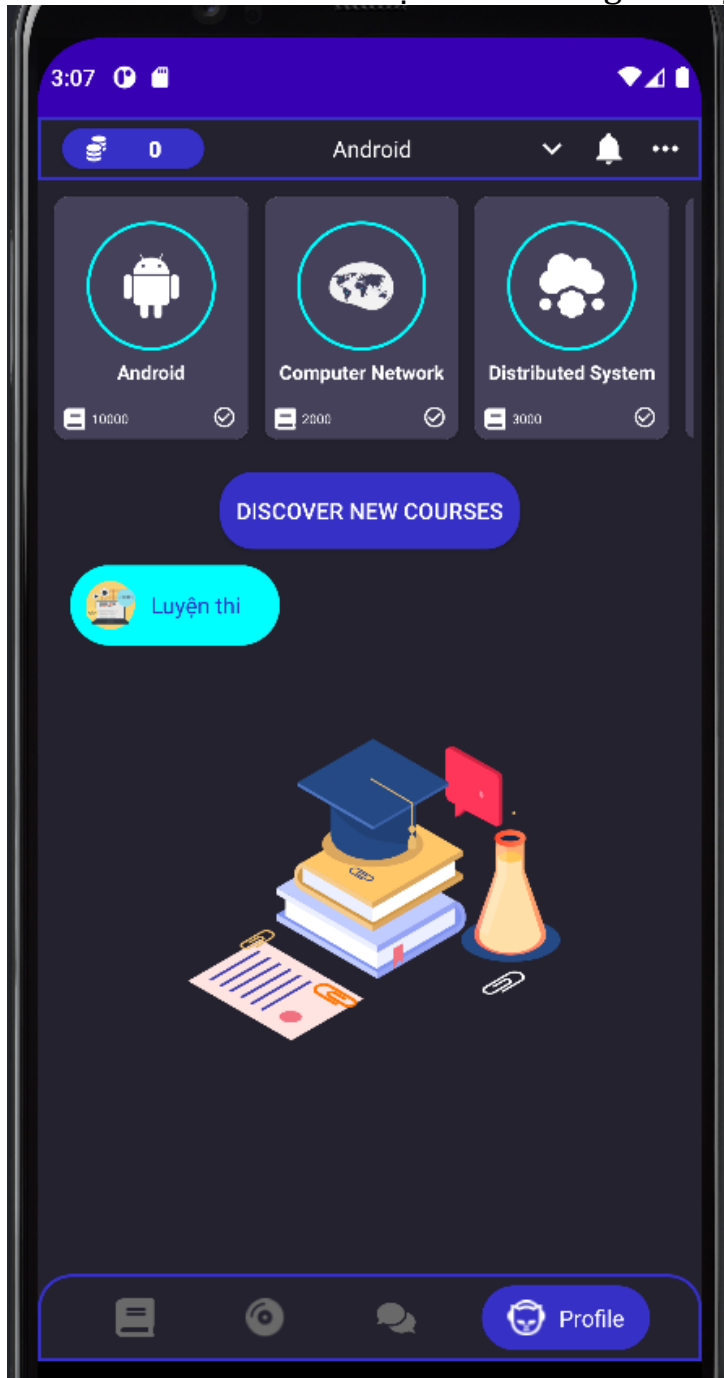 3:07
0
Android
Android
Computer Network
Distributed System
10000
2000
3000
DISCOVER NEW COURSES
Luyện thi
Profile